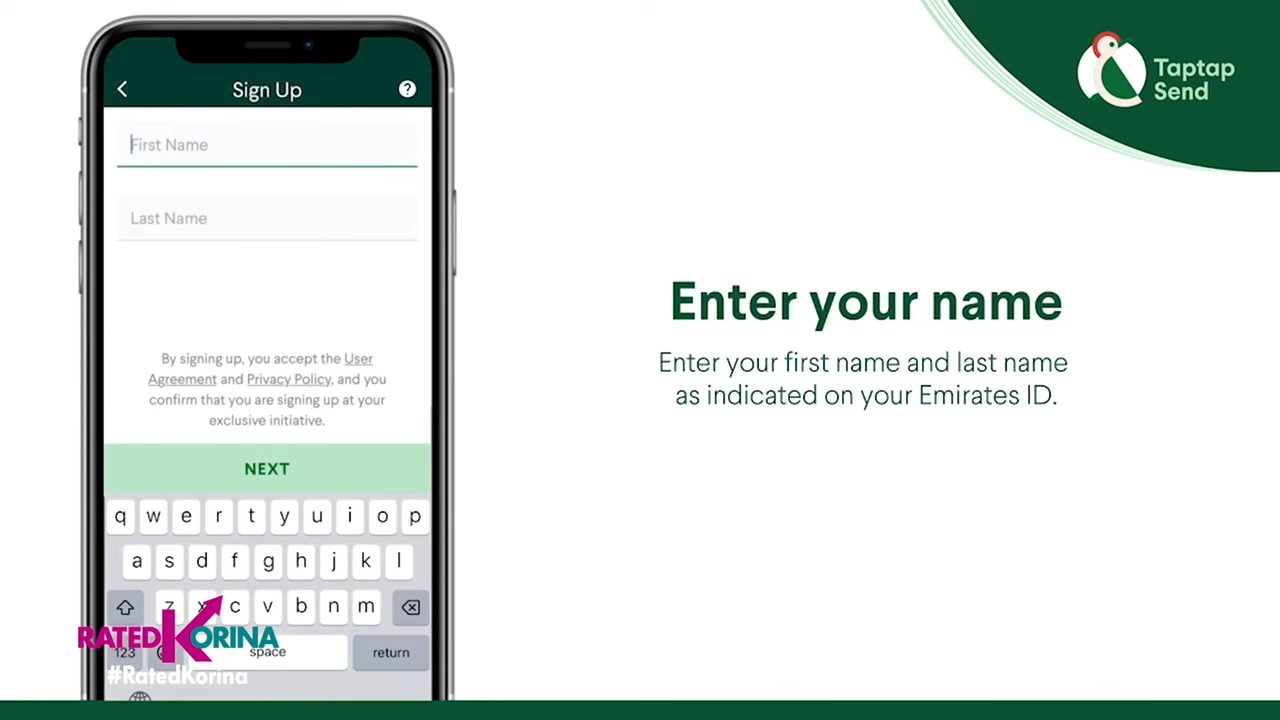 Sign Up
?
First Name
Last Name
By signing up, you accept the User
Agreement and Privacy Policy, and you
confirm that you are signing up at your
exclusive initiative.
NEXT
q w e r t y u i o p
a s d f g h j k l
z x c v b n m
123 space return
RATED KORINA
#RatedKorina
Taptap
Send
Enter your name
Enter your first name and last name
as indicated on your Emirates ID.